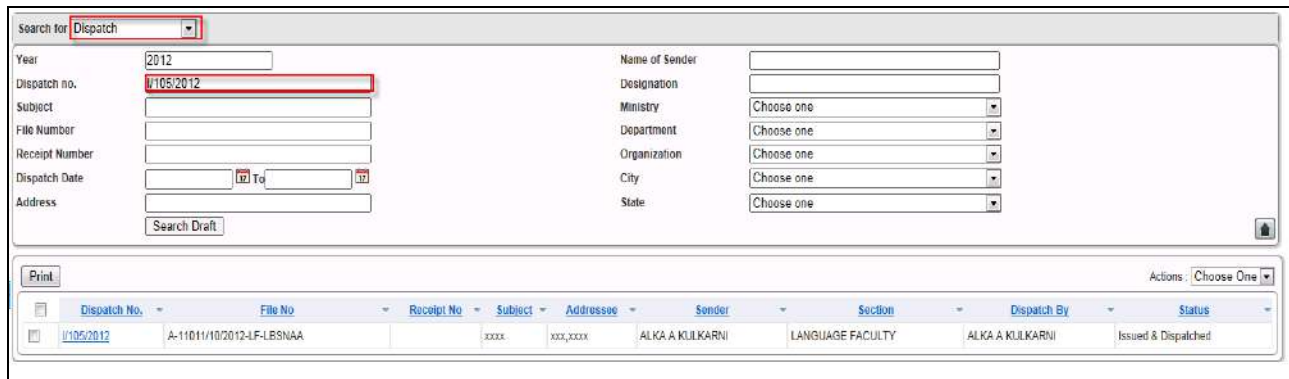 Search for Dispatch
Year 2012 Name of Sender
Dispatch no. I/105/2012 Designation
Subject Ministry Choose one
File Number Department Choose one
Receipt Number Organization Choose one
Dispatch Date 17 To 17 City Choose one
Address State Choose one
Search Draft
Print Actions : Choose One
Dispatch No. File No Receipt No Subject Addressee Sender Section Dispatch By Status
I/105/2012 A-11011/10/2012-LF-LBSNAA xxxx xxx,xxxx ALKA A KULKARNI LANGUAGE FACULTY ALKA A KULKARNI Issued & Dispatched